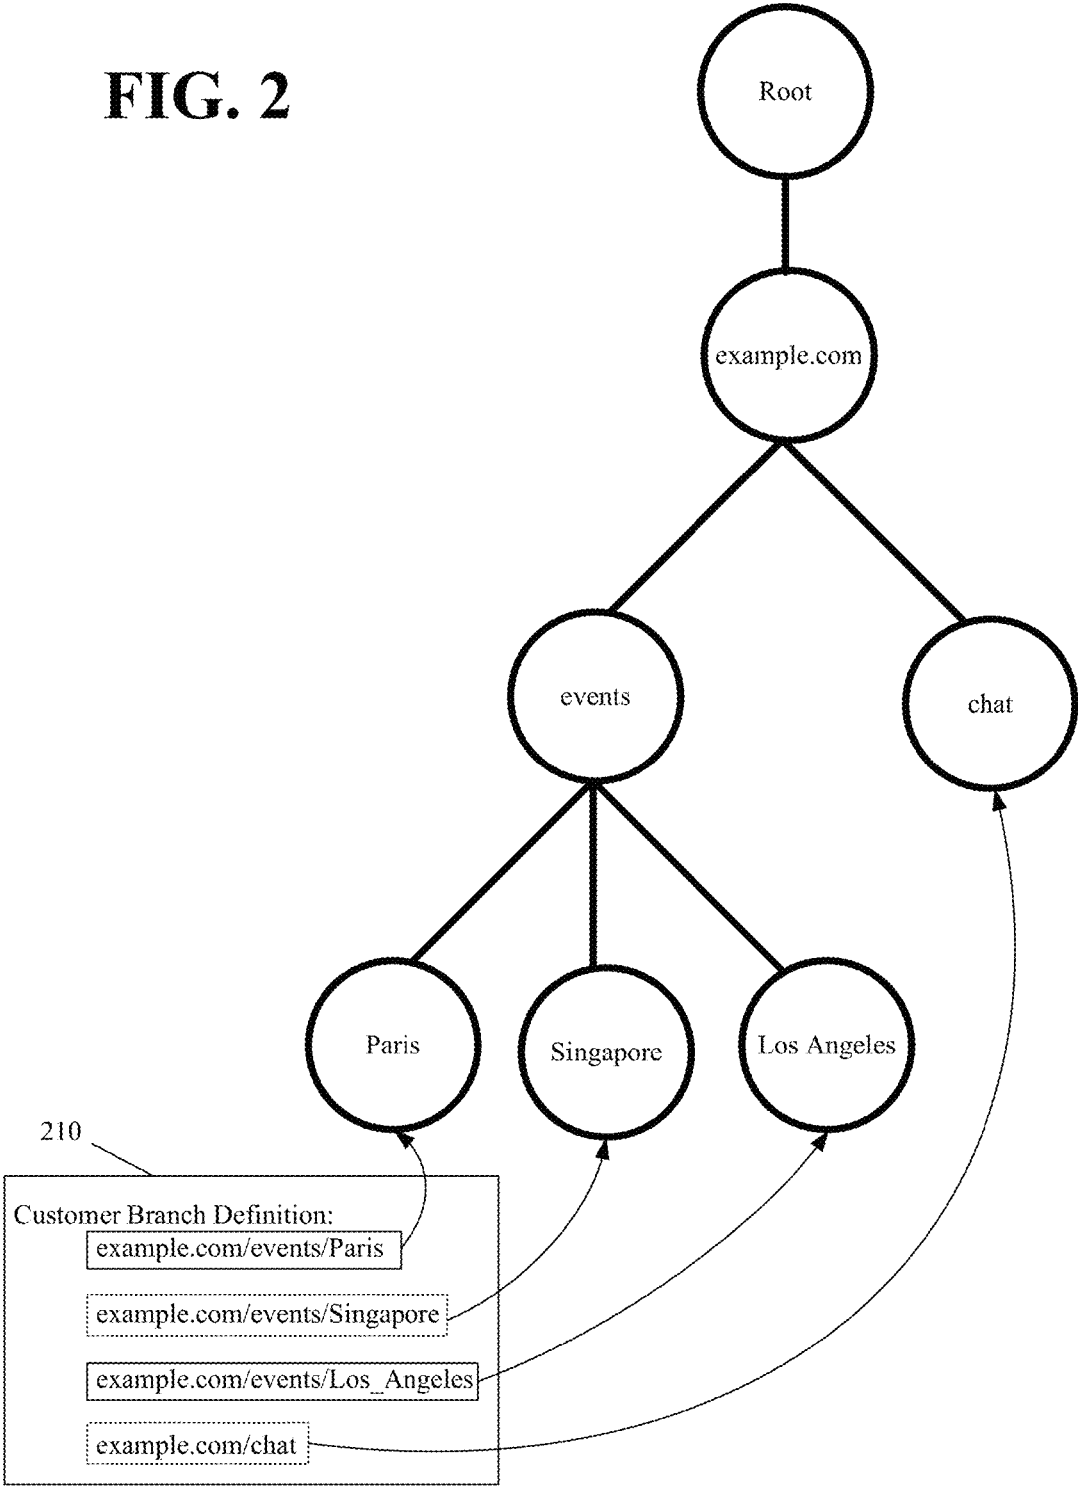 FIG. 2
Root
example.com
events
chat
Paris
Singapore
Los Angeles
210
Customer Branch Definition:
example.com/events/Paris
example.com/events/Singapore
example.com/events/Los_Angeles
example.com/chat